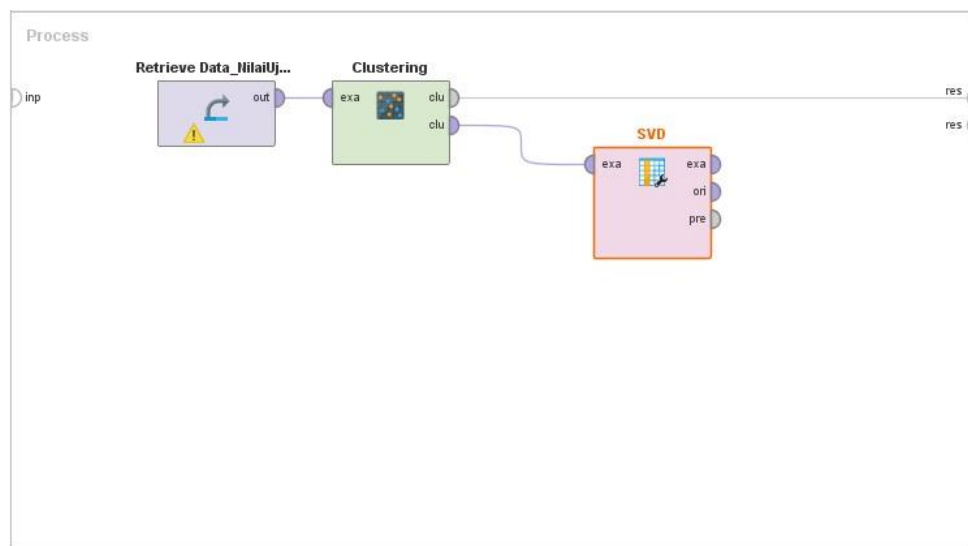 Process
Retrieve Data_NilaiUj...
Clustering
inp
out
exa
clu
clu
res
res
SVD
exa
exa
ori
pre